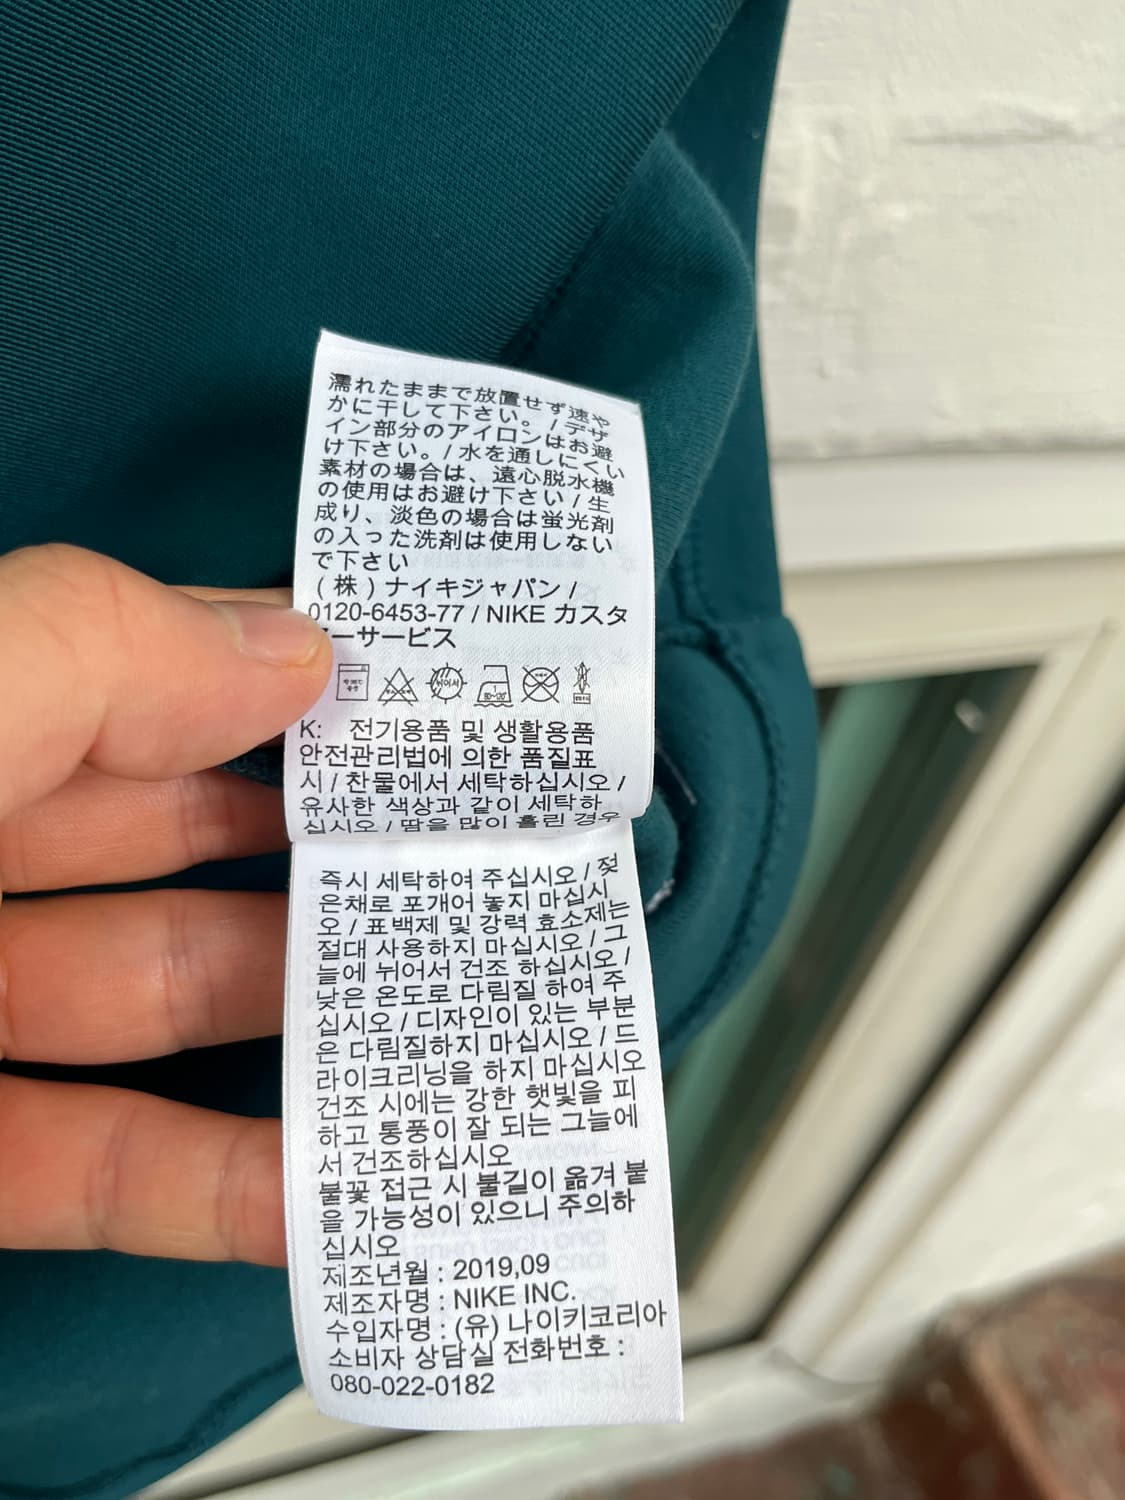 濡れたままで放置せず速や
かに干して下さい。/ デザ
イン部分のアイロンはお避
け下さい。/ 水を通しにくい
素材の場合は、遠心脱水機
の使用はお避け下さい / 生
成り、淡色の場合は蛍光剤
の入った洗剤は使用しない
で下さい
(株)ナイキジャパン /
0120-6453-77 / NIKE カスタ
ーサービス
K: 전기용품 및 생활용품
안전관리법에 의한 품질표
시 / 찬물에서 세탁하십시오 /
유사한 색상과 같이 세탁하
십시오 / 땀을 많이 흘린 경우
즉시 세탁하여 주십시오 / 젖
은채로 포개어 놓지 마십시
오 / 표백제 및 강력 효소제는
절대 사용하지 마십시오 / 그
늘에 뉘어서 건조 하십시오 /
낮은 온도로 다림질 하여 주
십시오 / 디자인이 있는 부분
은 다림질하지 마십시오 / 드
라이크리닝을 하지 마십시오
건조 시에는 강한 햇빛을 피
하고 통풍이 잘 되는 그늘에
서 건조하십시오
불꽃 접근 시 불길이 옮겨 붙
을 가능성이 있으니 주의하
십시오
제조년월 : 2019,09
제조자명 : NIKE INC.
수입자명 : (유) 나이키코리아
소비자 상담실 전화번호 :
080-022-0182